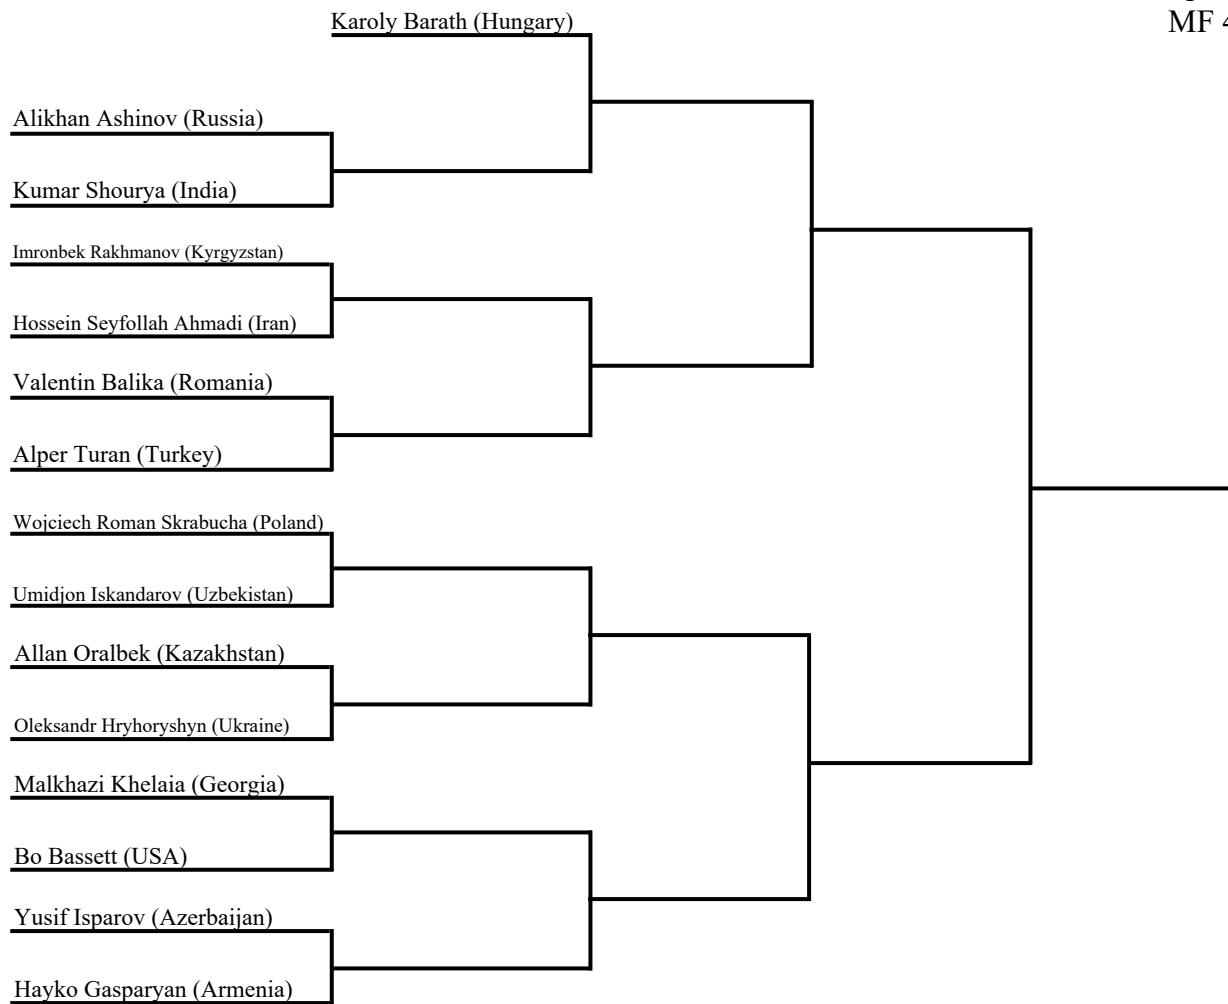 Karoly Barath (Hungary)
MF 4
Alikhan Ashinov (Russia)
Kumar Shourya (India)
Imronbek Rakhmanov (Kyrgyzstan)
Hossein Seyfollah Ahmadi (Iran)
Valentin Balika (Romania)
Alper Turan (Turkey)
Wojciech Roman Skrabucha (Poland)
Umidjon Iskandarov (Uzbekistan)
Allan Oralbek (Kazakhstan)
Oleksandr Hryhoryshyn (Ukraine)
Malkhazi Khelaia (Georgia)
Bo Bassett (USA)
Yusif Isparov (Azerbaijan)
Hayko Gasparyan (Armenia)